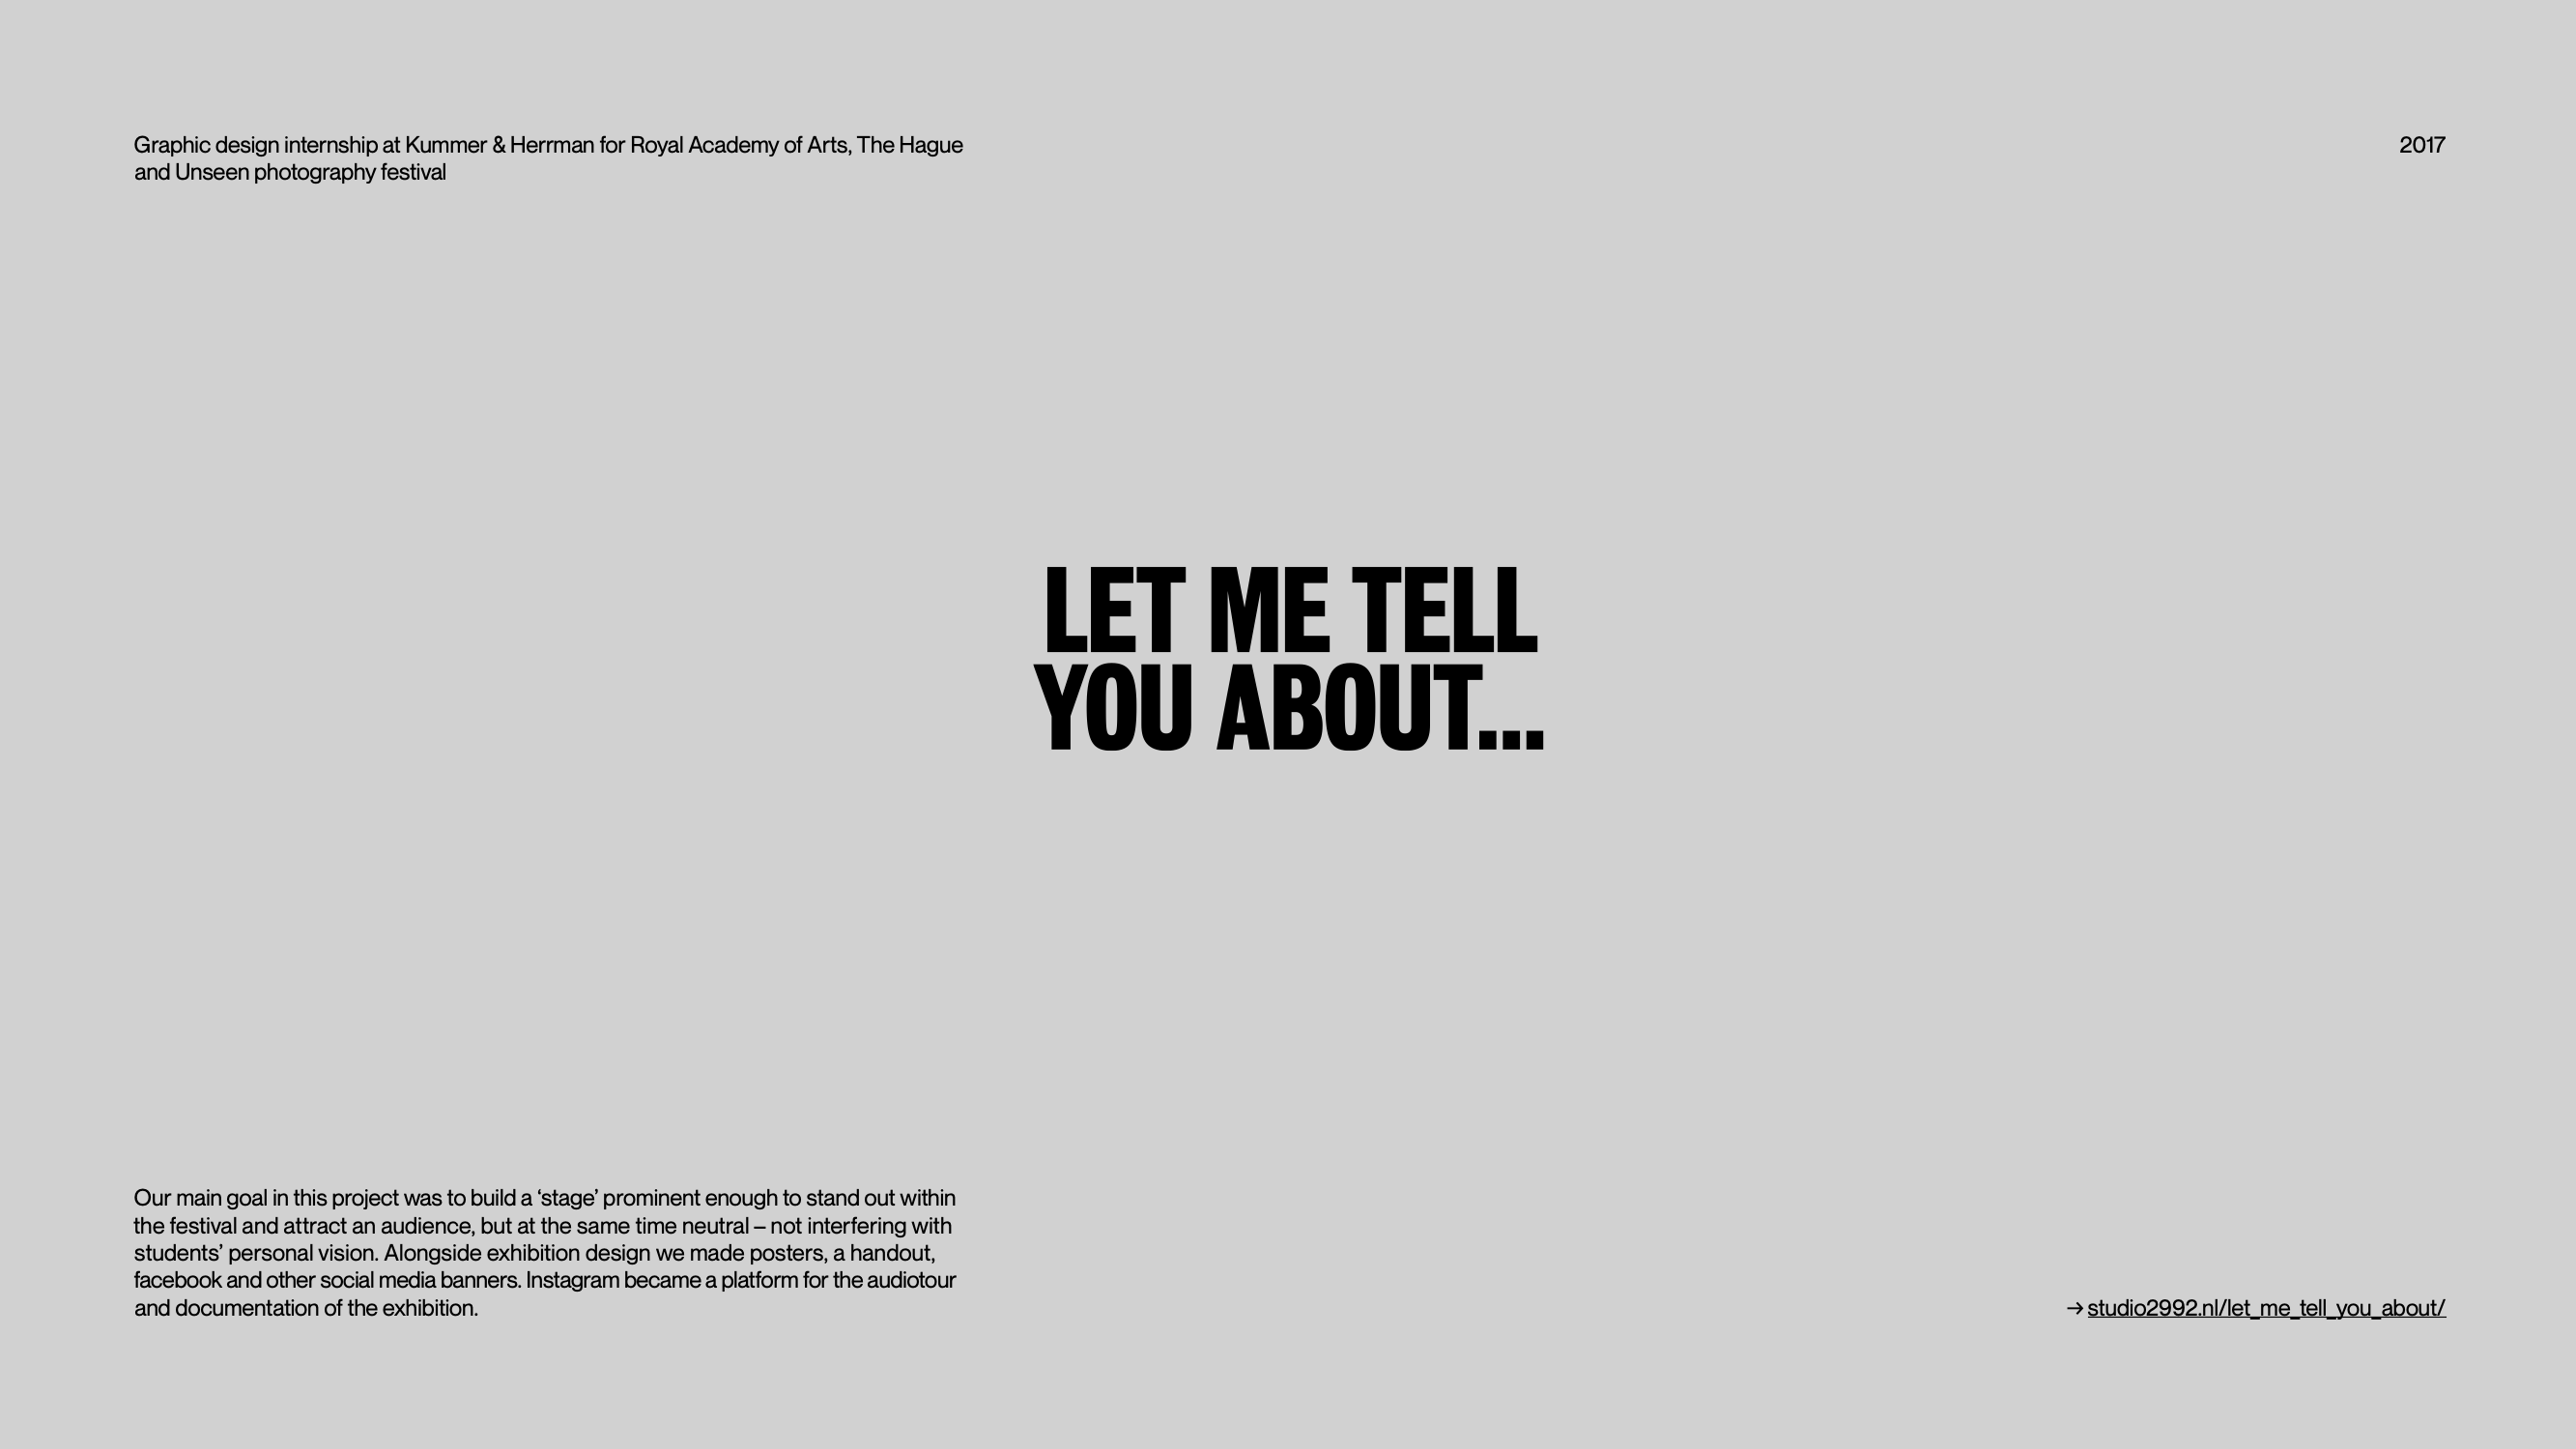 Graphic design internship at Kummer & Herrman for Royal Academy of Arts, The Hague
and Unseen photography festival
2017
LET ME TELL
YOU ABOUT...
Our main goal in this project was to build a ‘stage’ prominent enough to stand out within
the festival and attract an audience, but at the same time neutral – not interfering with
students’ personal vision. Alongside exhibition design we made posters, a handout,
facebook and other social media banners. Instagram became a platform for the audiotour
and documentation of the exhibition.
→ studio2992.nl/let_me_tell_you_about/